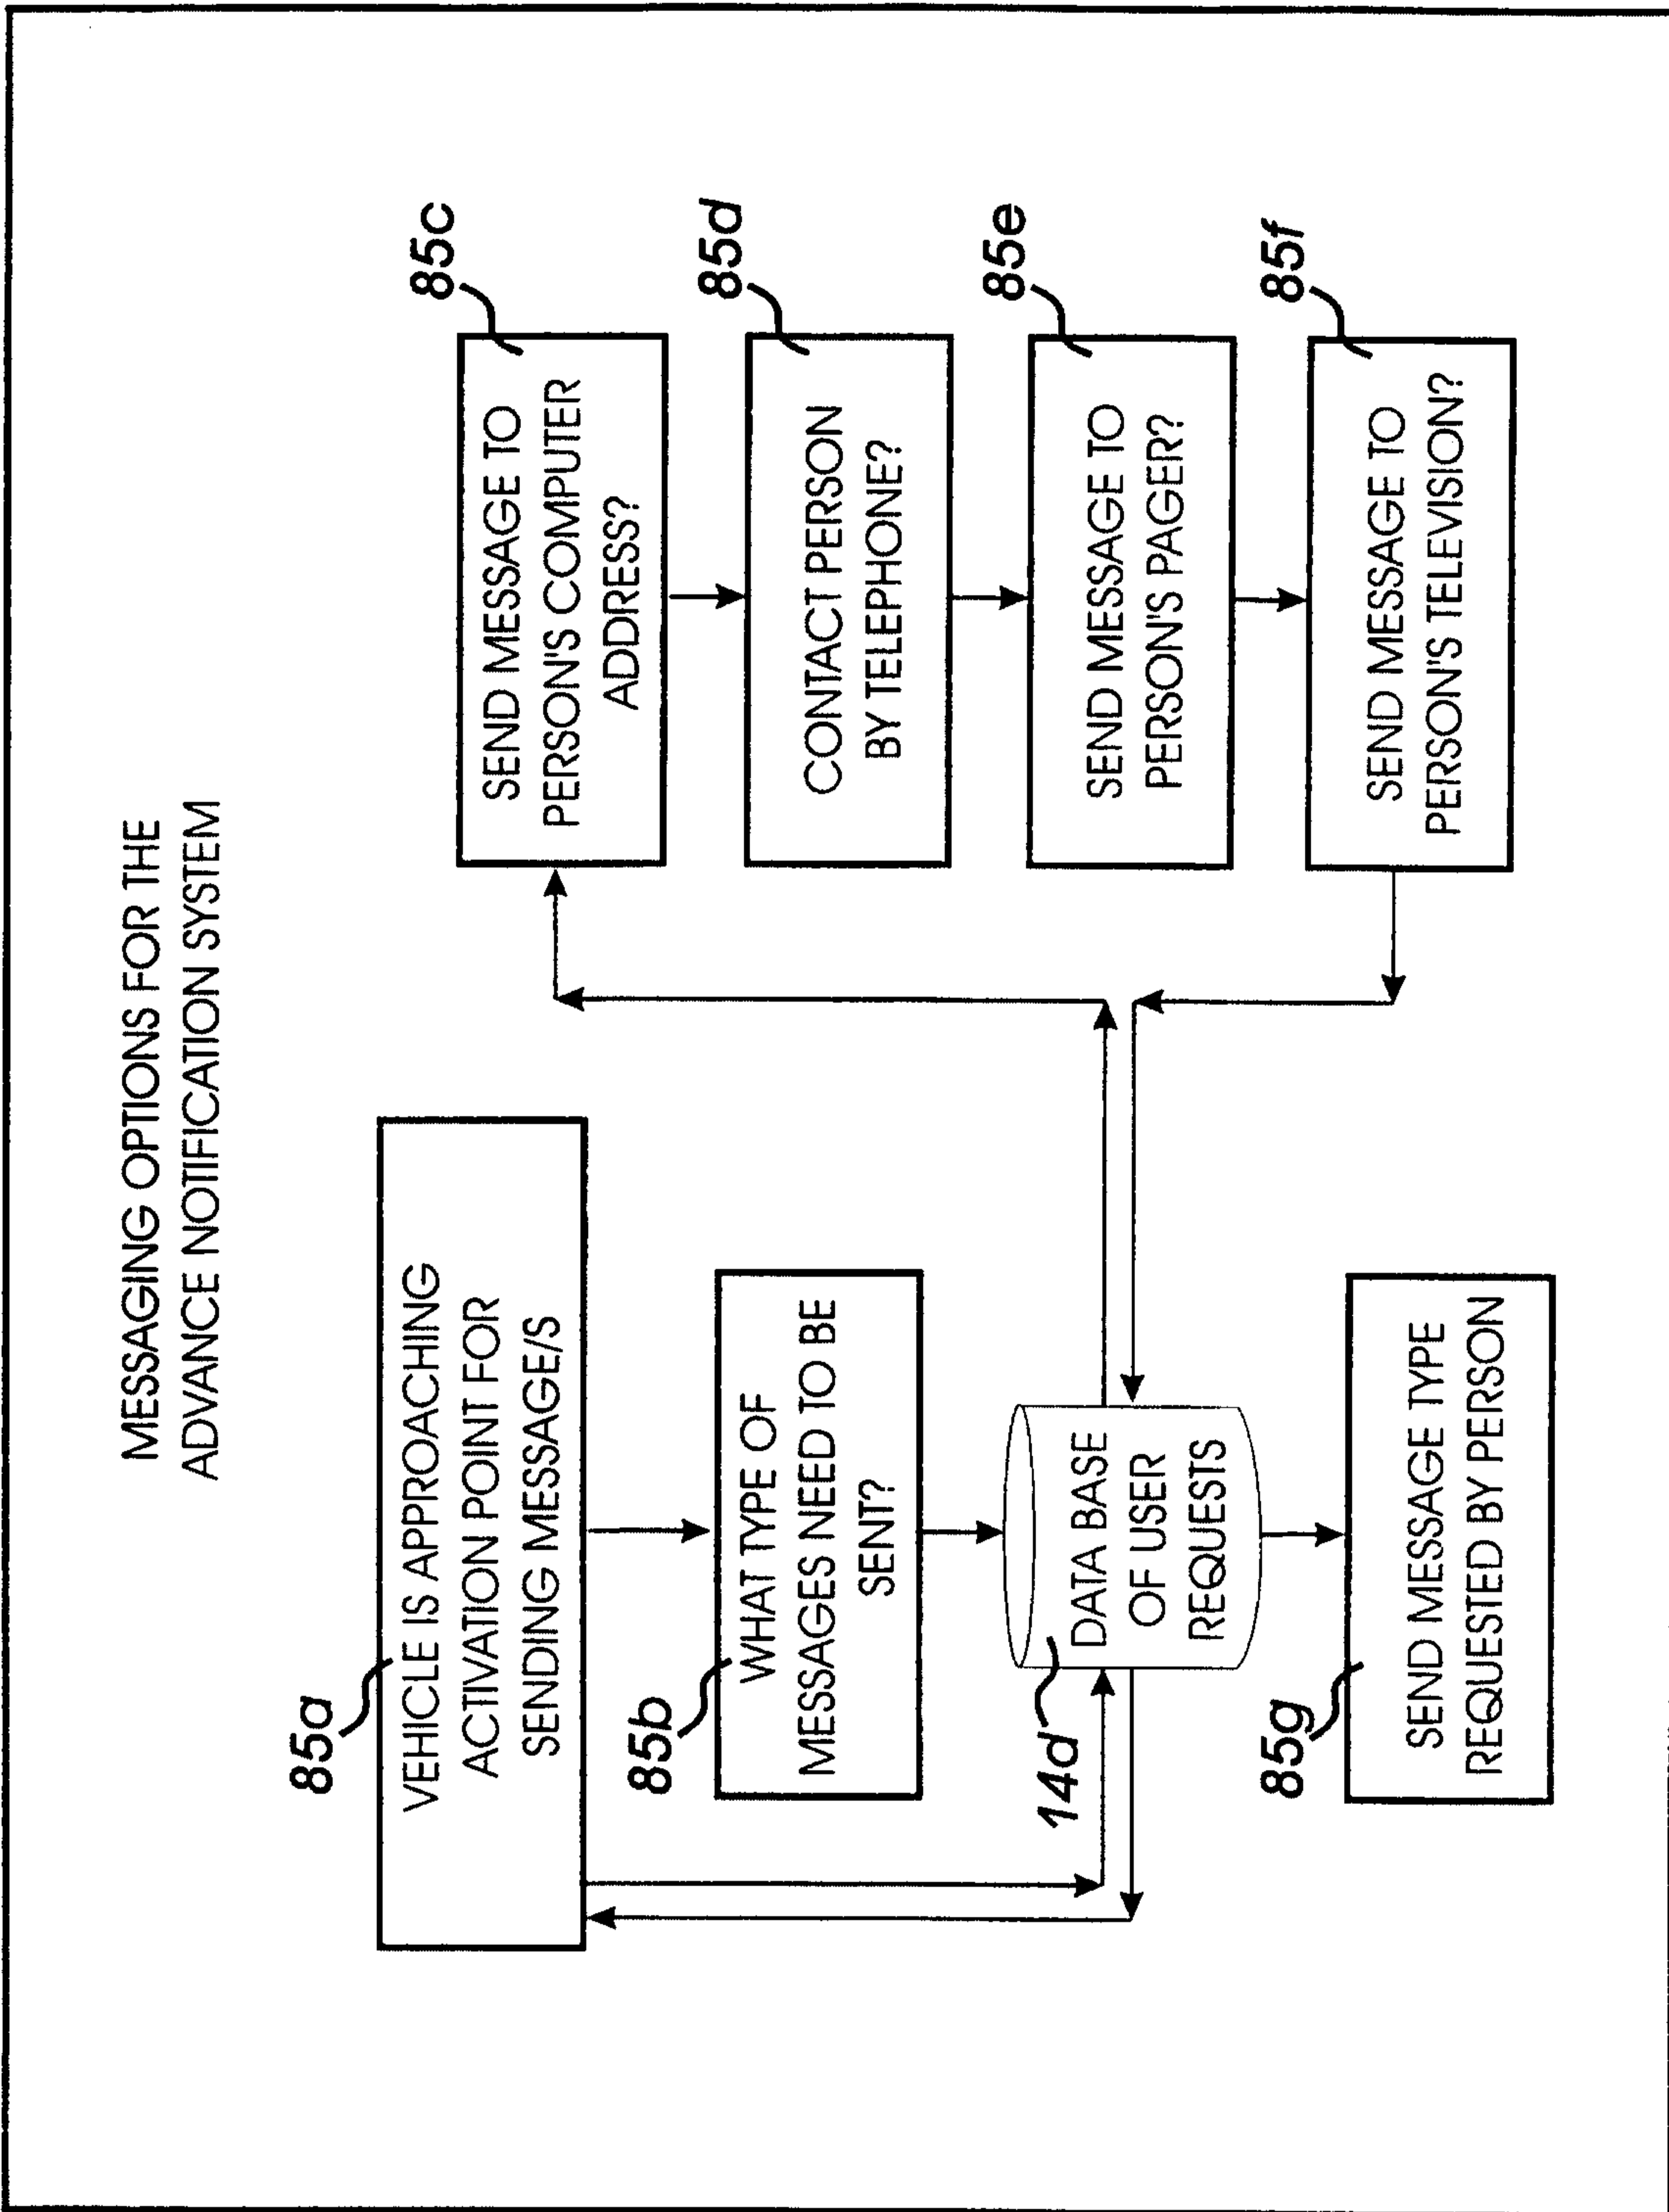 MESSAGING OPTIONS FOR THE
ADVANCE NOTIFICATION SYSTEM
85a
VEHICLE IS APPROACHING
ACTIVATION POINT FOR
SENDING MESSAGE/S
85b
WHAT TYPE OF
MESSAGES NEED TO BE
SENT?
14d
DATA BASE
OF USER
REQUESTS
85g
SEND MESSAGE TYPE
REQUESTED BY PERSON
85c
SEND MESSAGE TO
PERSON'S COMPUTER
ADDRESS?
85d
CONTACT PERSON
BY TELEPHONE?
85e
SEND MESSAGE TO
PERSON'S PAGER?
85f
SEND MESSAGE TO
PERSON'S TELEVISION?